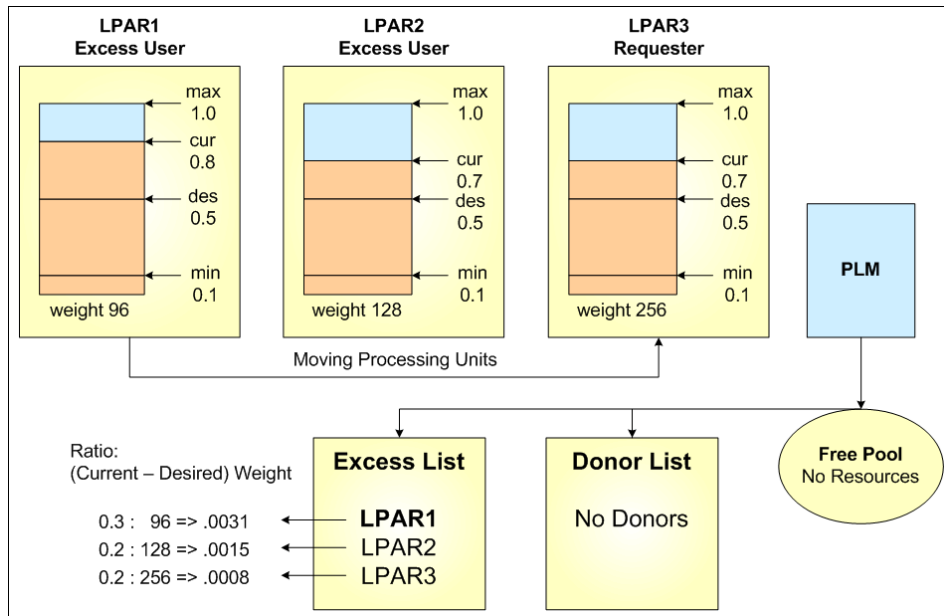 LPAR1
Excess User
LPAR2
Excess User
LPAR3
Requester
max
1.0
cur
0.8
des
0.5
min
0.1
weight 96
max
1.0
cur
0.7
des
0.5
min
0.1
weight 128
max
1.0
cur
0.7
des
0.5
min
0.1
weight 256
PLM
Moving Processing Units
Ratio:
(Current – Desired) Weight
0.3 : 96 => .0031
0.2 : 128 => .0015
0.2 : 256 => .0008
Excess List
LPAR1
LPAR2
LPAR3
Donor List
No Donors
Free Pool
No Resources